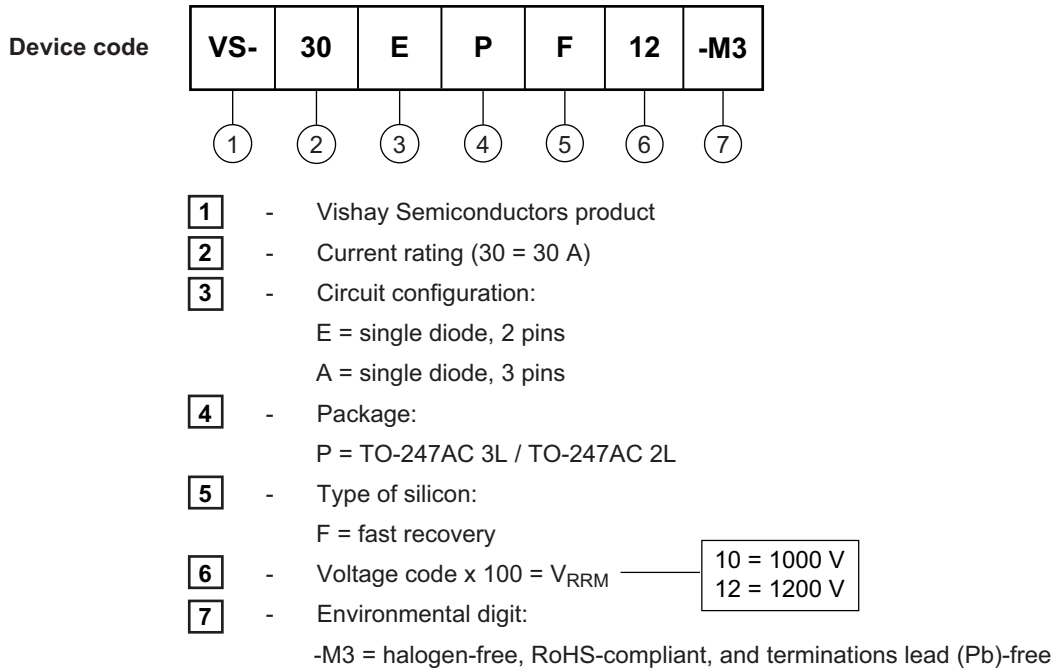 Device code VS- 30 E P F 12 -M3
1 2 3 4 5 6 7
1 - Vishay Semiconductors product
2 - Current rating (30 = 30 A)
3 - Circuit configuration:
E = single diode, 2 pins
A = single diode, 3 pins
4 - Package:
P = TO-247AC 3L / TO-247AC 2L
5 - Type of silicon:
F = fast recovery
6 - Voltage code x 100 = VRRM
10 = 1000 V
12 = 1200 V
7 - Environmental digit:
-M3 = halogen-free, RoHS-compliant, and terminations lead (Pb)-free